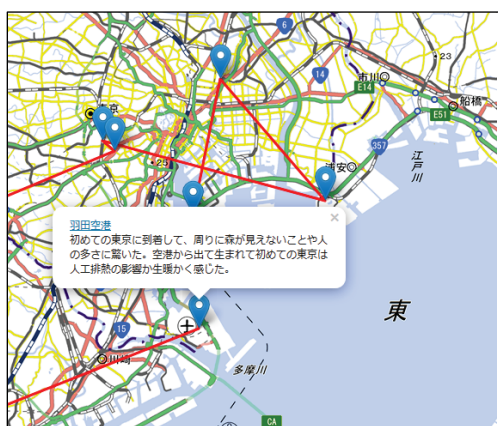 6
23
14
市川
E14
船橋
E51
東京
357
江戸川
25
浦安
羽田空港
初めての東京に到着して、周りに森が見えないことや人
の多さに驚いた。空港から出て生まれて初めての東京は
人工排熱の影響か生暖かく感じた。
東
15
川崎
多摩川
CA